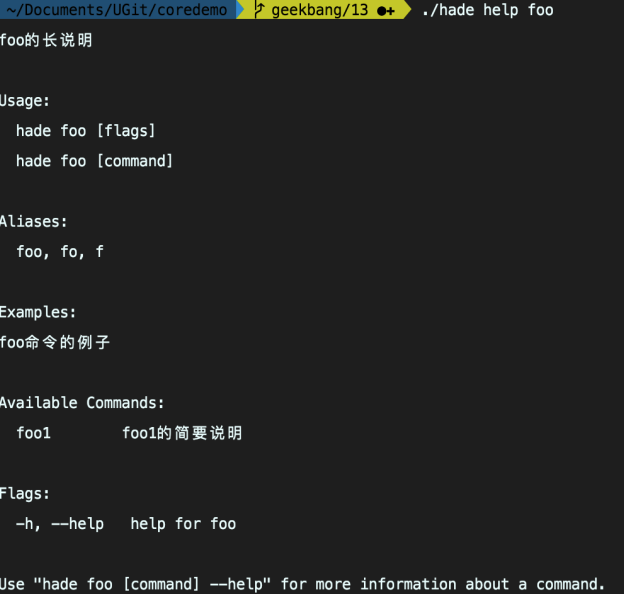 ~/Documents/UGit/coredemo geekbang/13 ●+ ./hade help foo
foo的长说明
Usage:
hade foo [flags]
hade foo [command]
Aliases:
foo, fo, f
Examples:
foo命令的例子
Available Commands:
foo1 foo1的简要说明
Flags:
-h, --help help for foo
Use "hade foo [command] --help" for more information about a command.